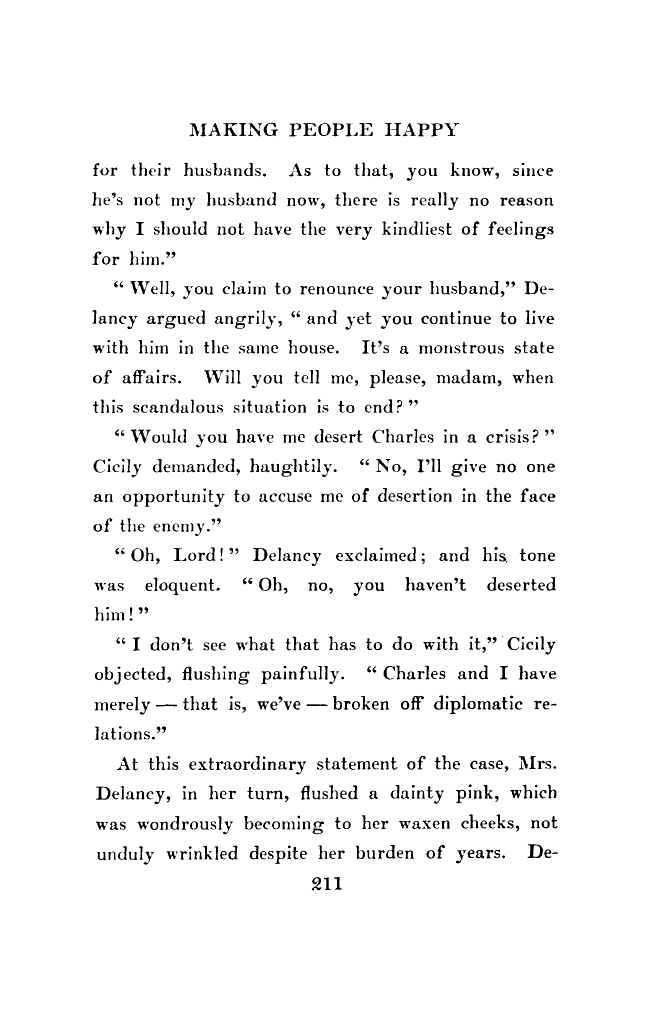 MAKING PEOPLE HAPPY
for their husbands. As to that, you know, since
he's not my husband now, there is really no reason
why I should not have the very kindliest of feelings
for him.”
“ Well, you claim to renounce your husband,” De-
lancy argued angrily, “ and yet you continue to live
with him in the same house. It's a monstrous state
of affairs. Will you tell me, please, madam, when
this scandalous situation is to end? ”
“ Would you have me desert Charles in a crisis? ”
Cicily demanded, haughtily. “ No, I'll give no one
an opportunity to accuse me of desertion in the face
of the enemy.”
“ Oh, Lord! ” Delancy exclaimed; and his tone
was eloquent. “ Oh, no, you haven't deserted
him! ”
“ I don't see what that has to do with it,” Cicily
objected, flushing painfully. “ Charles and I have
merely — that is, we've — broken off diplomatic re-
lations.”
At this extraordinary statement of the case, Mrs.
Delancy, in her turn, flushed a dainty pink, which
was wondrously becoming to her waxen cheeks, not
unduly wrinkled despite her burden of years. De-
211